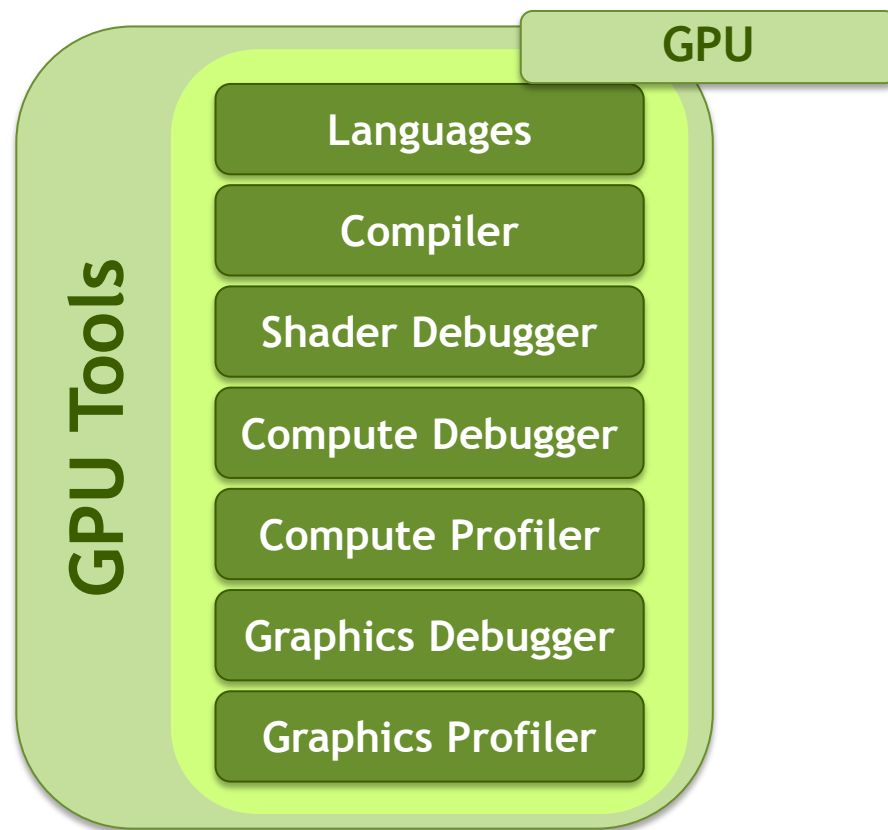 GPU
GPU Tools
Languages
Compiler
Shader Debugger
Compute Debugger
Compute Profiler
Graphics Debugger
Graphics Profiler